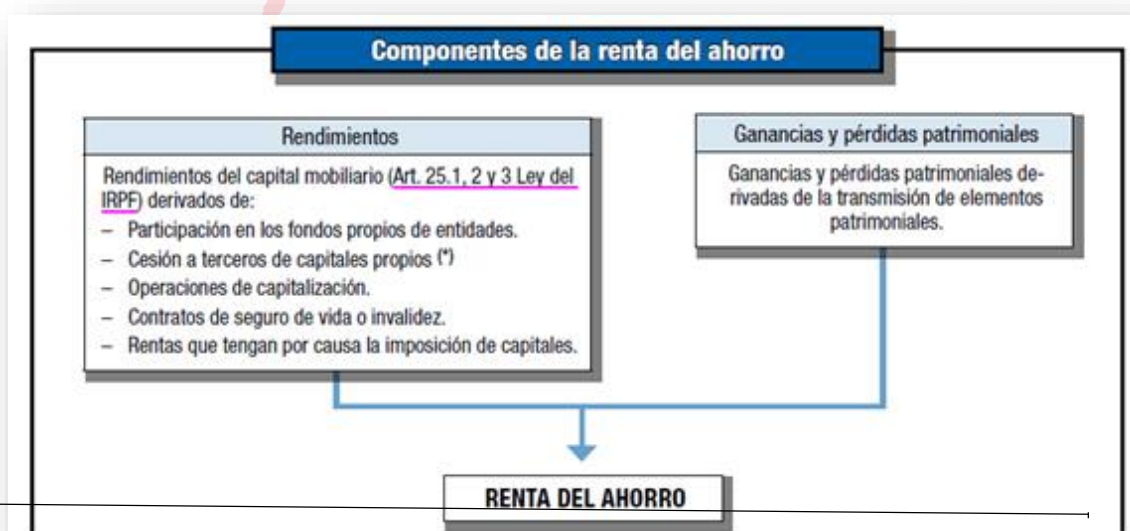 Componentes de la renta del ahorro
Rendimientos
Rendimientos del capital mobiliario (Art. 25.1, 2 y 3 Ley del
IRPF) derivados de:
– Participación en los fondos propios de entidades.
– Cesión a terceros de capitales propios (*)
– Operaciones de capitalización.
– Contratos de seguro de vida o invalidez.
– Rentas que tengan por causa la imposición de capitales.
Ganancias y pérdidas patrimoniales
Ganancias y pérdidas patrimoniales de-
rivadas de la transmisión de elementos
patrimoniales.
RENTA DEL AHORRO